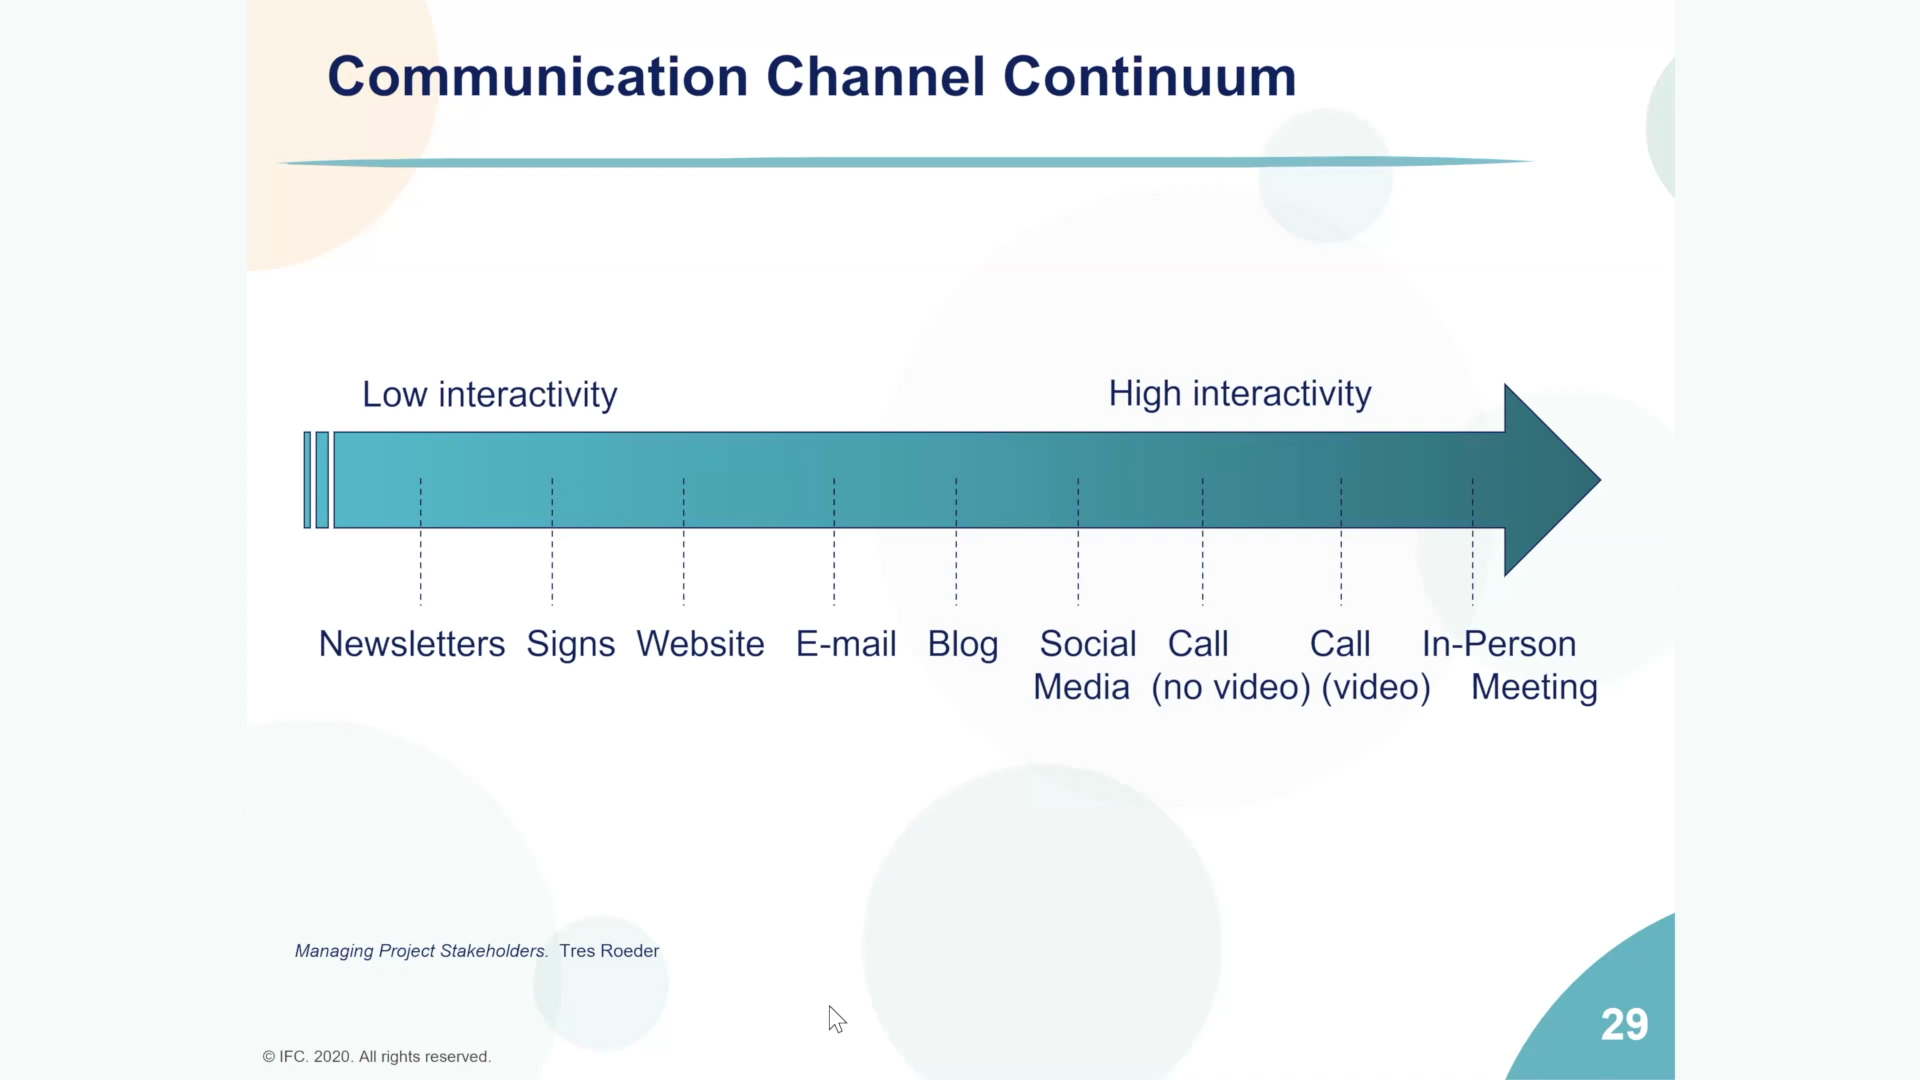 Communication Channel Continuum
Low interactivity High interactivity
Newsletters Signs Website E-mail Blog Social Call Call In-Person
Media (no video) (video) Meeting
Managing Project Stakeholders. Tres Roeder
29
© IFC. 2020. All rights reserved.